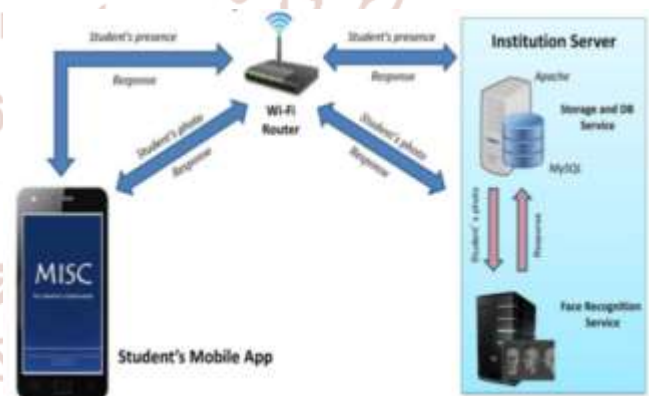 Student's presence
Response
Student's presence
Response
Wi-Fi
Router
Student's photo
Response
Student's photo
Response
Institution Server
Apache
Storage and DB
Service
MySQL
Student's photo
Response
Face Recognition
Service
MISC
Student's Mobile App